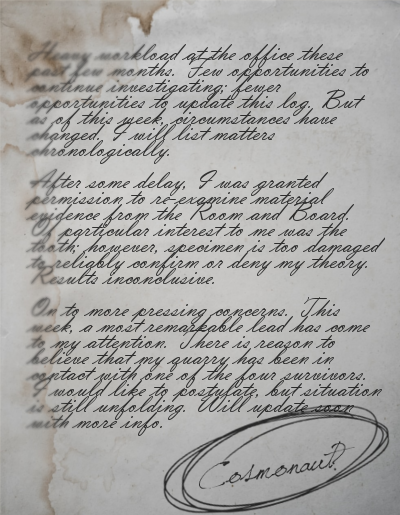 Heavy workload at the office these
past few months. Few opportunities to
continue investigating; fewer
opportunities to update this log. But
as of this week, circumstances have
changed. I will list matters
chronologically.
After some delay, I was granted
permission to re-examine material
evidence from the Room and Board.
Of particular interest to me was the
tooth; however, specimen is too damaged
to reliably confirm or deny my theory.
Results inconclusive.
On to more pressing concerns. This
week, a most remarkable lead has come
to my attention. There is reason to
believe that my quarry has been in
contact with one of the four survivors.
I would like to postulate, but situation
is still unfolding. Will update soon
with more info.
Cosmonaut?